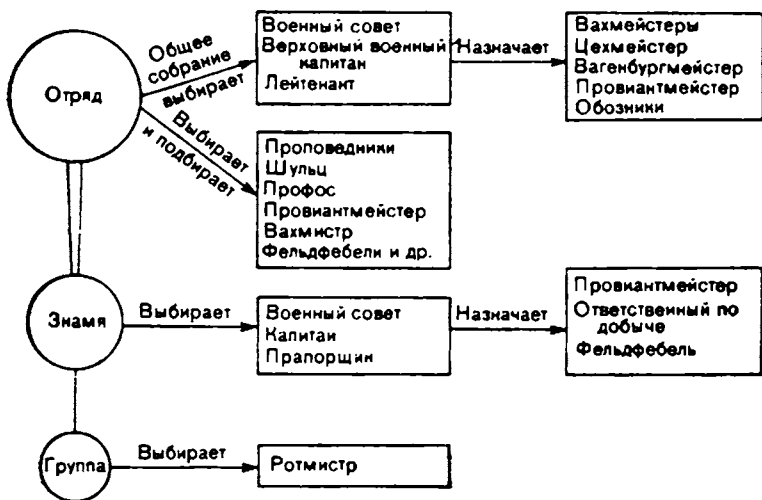 Отряд
Общее
собрание
выбирает
Военный совет
Верховный военный
капитан
Лейтенант
Назначает
Вахмейстеры
Цехмейстер
Вагенбургмейстер
Провиантмейстер
Обозники
Выбирает
и подбирает
Проповедники
Шульц
Профос
Провиантмейстер
Вахмистр
Фельдфебели и др.
Знамя
Выбирает
Военный совет
Капитан
Прапорщик
Назначает
Провиантмейстер
Ответственный по
добыче
Фельдфебель
Группа
Выбирает
Ротмистр